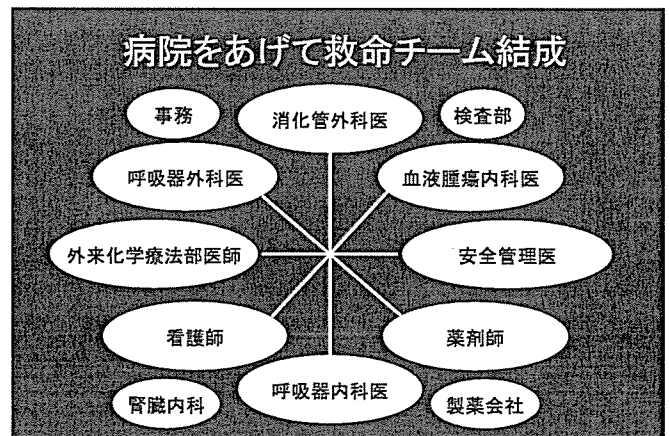 病院をあげて救命チーム結成
事務
消化管外科医
検査部
呼吸器外科医
血液腫瘍内科医
外来化学療法部医師
安全管理医
看護師
薬剤師
腎臓内科
呼吸器内科医
製薬会社